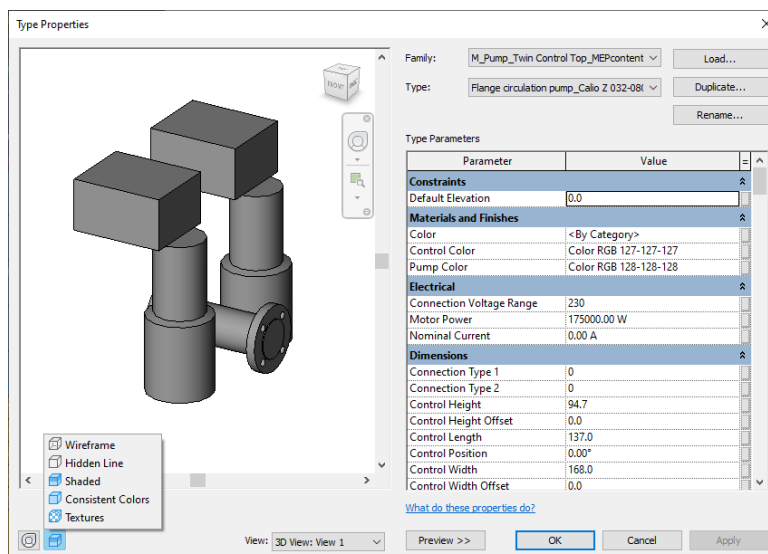 Type Properties
Family: M_Pump_Twin Control Top_MEPcontent Load...
Type: Flange circulation pump_Calio Z 032-080 Duplicate...
Rename...
Type Parameters
Parameter Value =
Constraints
Default Elevation 0.0
Materials and Finishes
Color <By Category>
Control Color Color RGB 127-127-127
Pump Color Color RGB 128-128-128
Electrical
Connection Voltage Range 230
Motor Power 175000.00 W
Nominal Current 0.00 A
Dimensions
Connection Type 1 0
Connection Type 2 0
Control Height 94.7
Control Height Offset 0.0
Control Length 137.0
Control Position 0.00°
Control Width 168.0
Control Width Offset 0.0
What do these properties do?
Wireframe
Hidden Line
Shaded
Consistent Colors
Textures
View: 3D View: View 1
Preview >> OK Cancel Apply